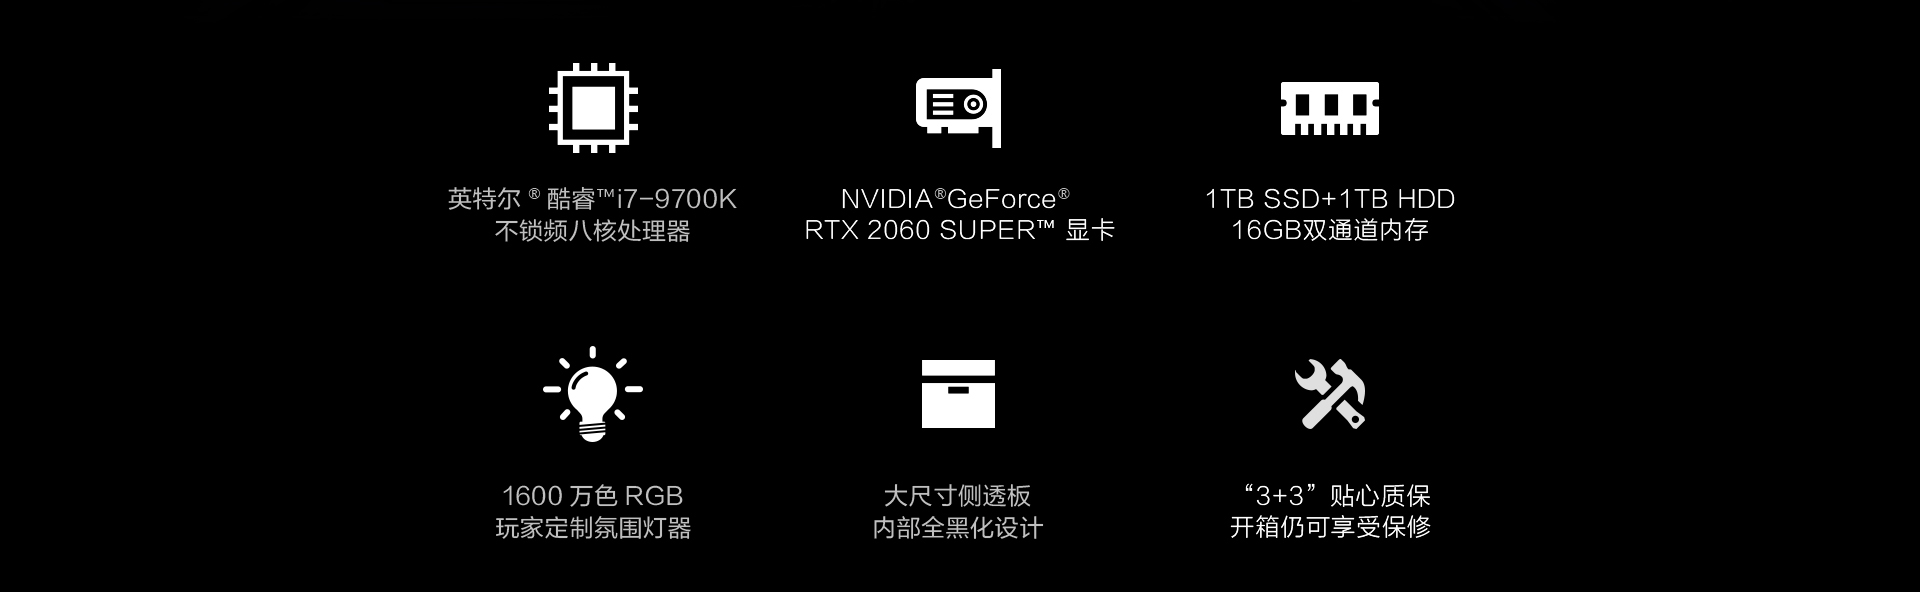 英特尔®酷睿™i7-9700K
不锁频八核处理器
NVIDIA®GeForce®
RTX 2060 SUPER™ 显卡
1TB SSD+1TB HDD
16GB双通道内存
1600 万色 RGB
玩家定制氛围灯器
大尺寸侧透板
内部全黑化设计
“3+3”贴心质保
开箱仍可享受保修